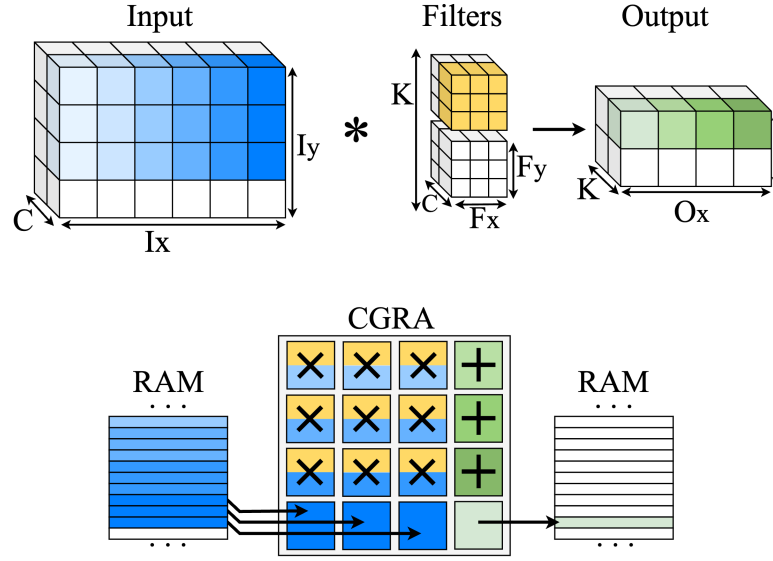 Input
Filters
Output
K
Iy
*
Fy
C
C
Fx
K
Ox
Ix
CGRA
RAM
RAM
. . .
. . .
× × × +
× × × +
× × × +
. . .
. . .